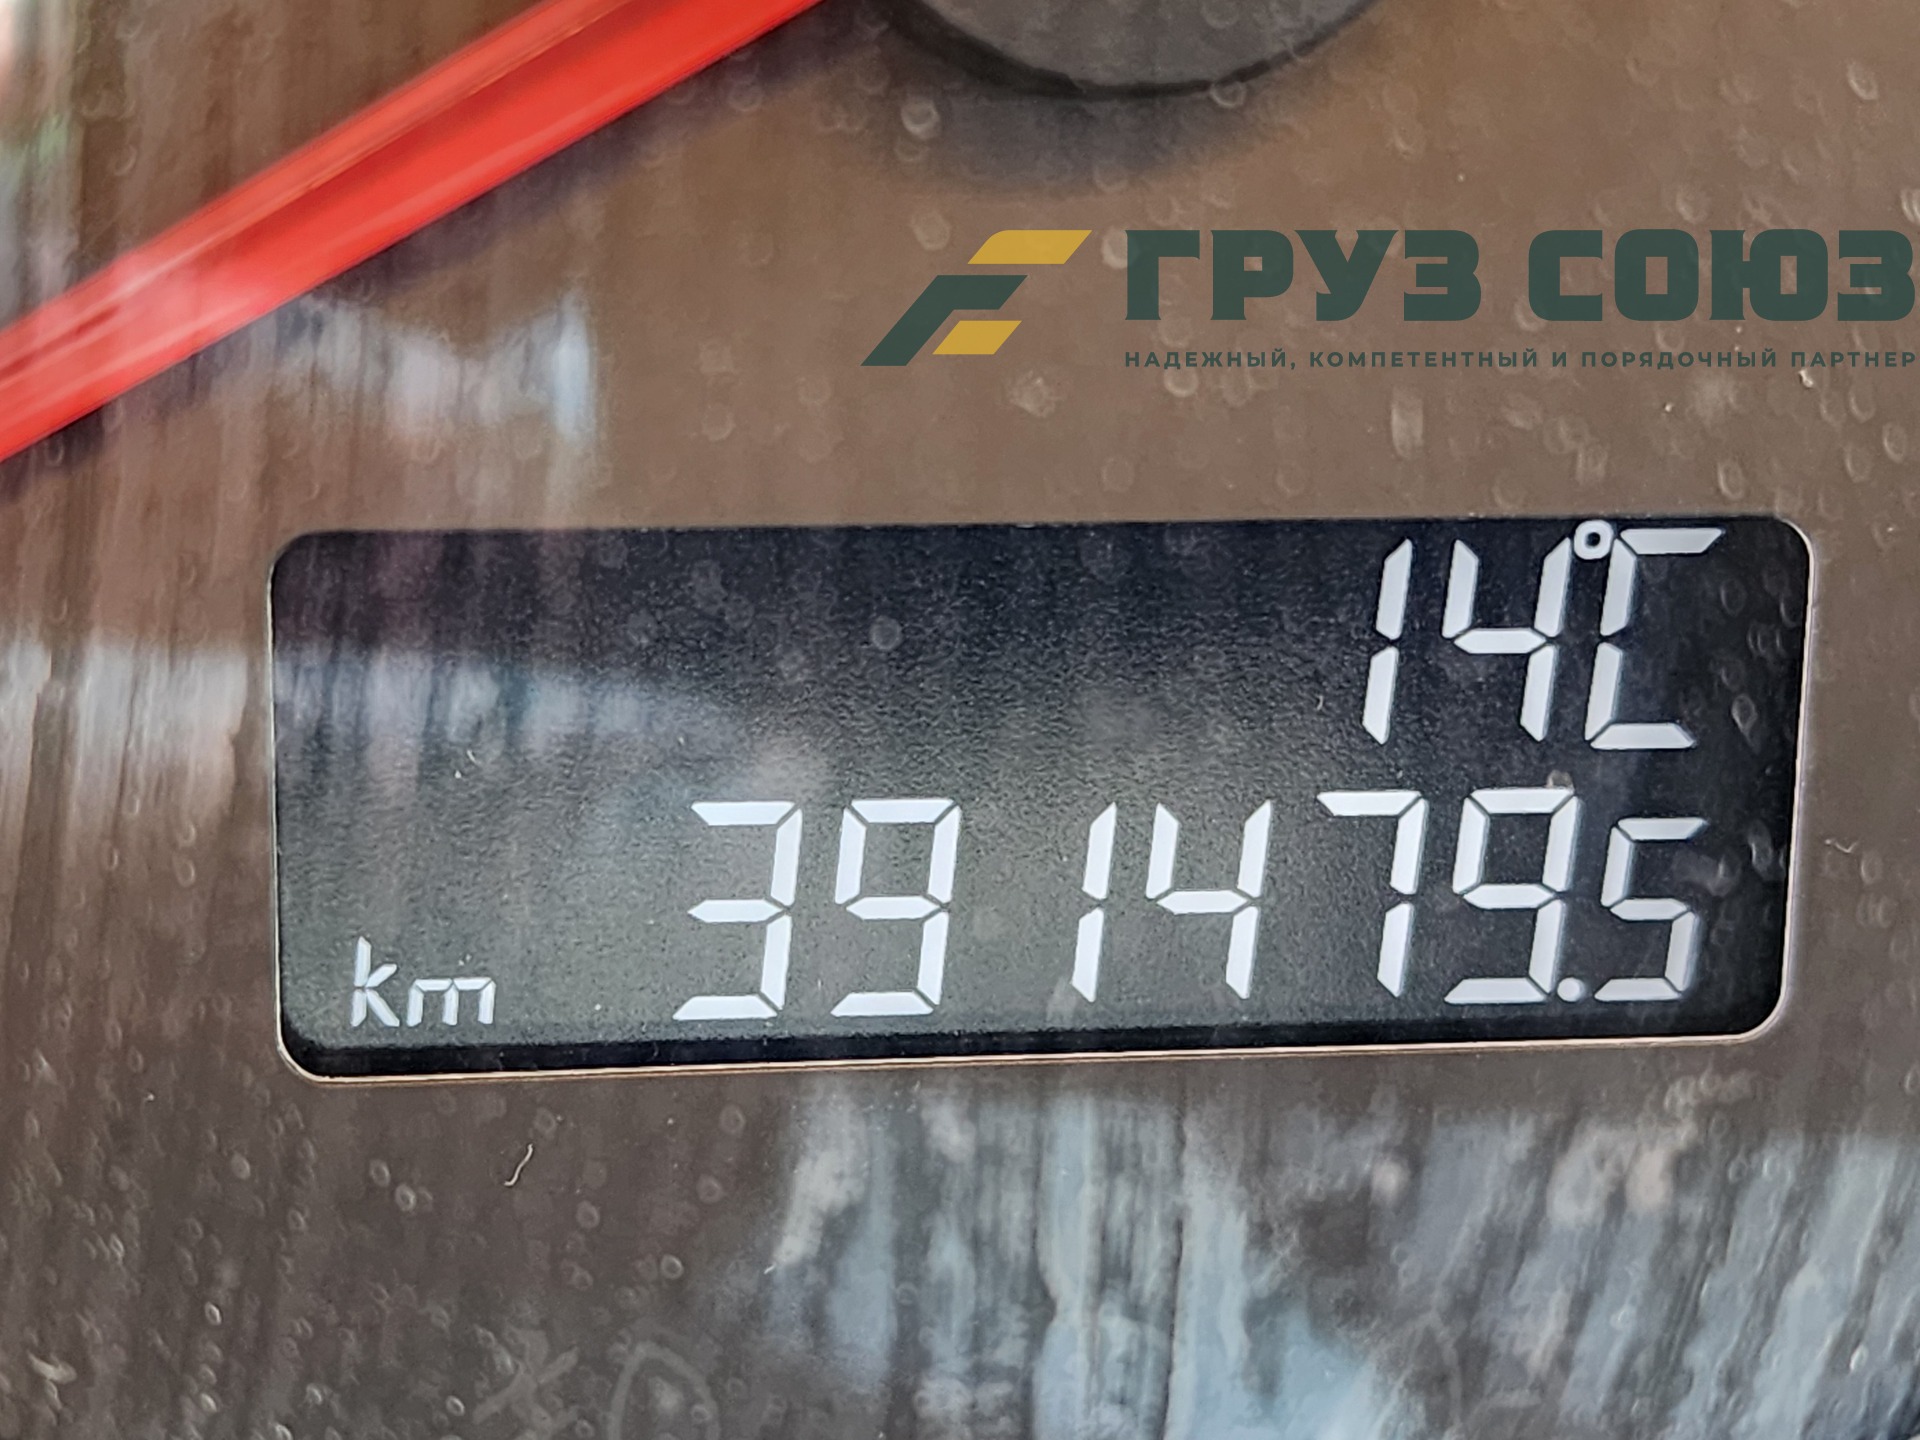 ГРУЗ СОЮЗ
НАДЕЖНЫЙ, КОМПЕТЕНТНЫЙ И ПОРЯДОЧНЫЙ ПАРТНЕР
14°C
km 391479.5